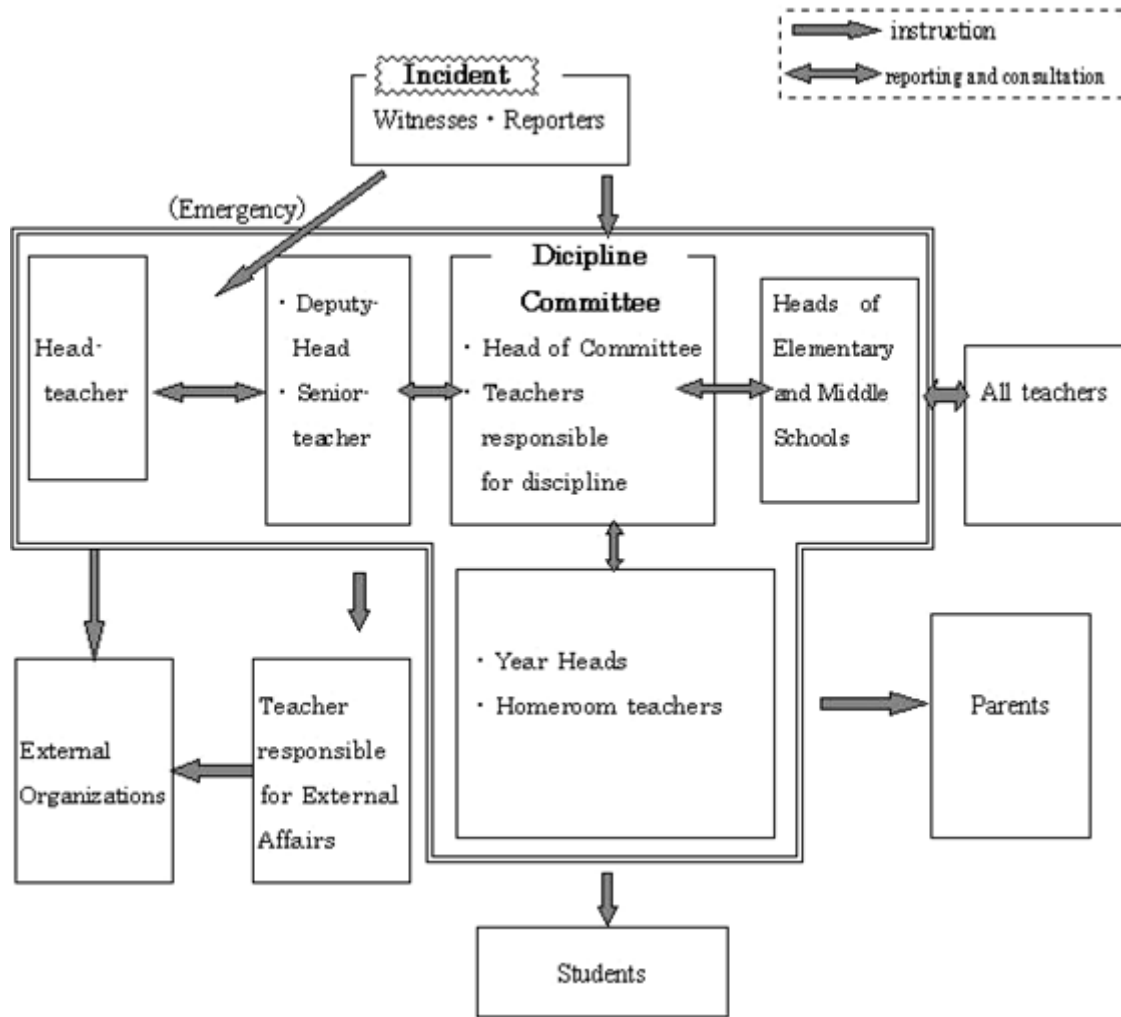 instruction
reporting and consultation
Incident
Witnesses・Reporters
(Emergency)
Head-
teacher
・Deputy-
Head
・Senior-
teacher
Dicipline
Committee
・Head of Committee
・Teachers
responsible
for discipline
Heads of
Elementary
and Middle
Schools
All teachers
・Year Heads
・Homeroom teachers
External
Organizations
Teacher
responsible
for External
Affairs
Parents
Students